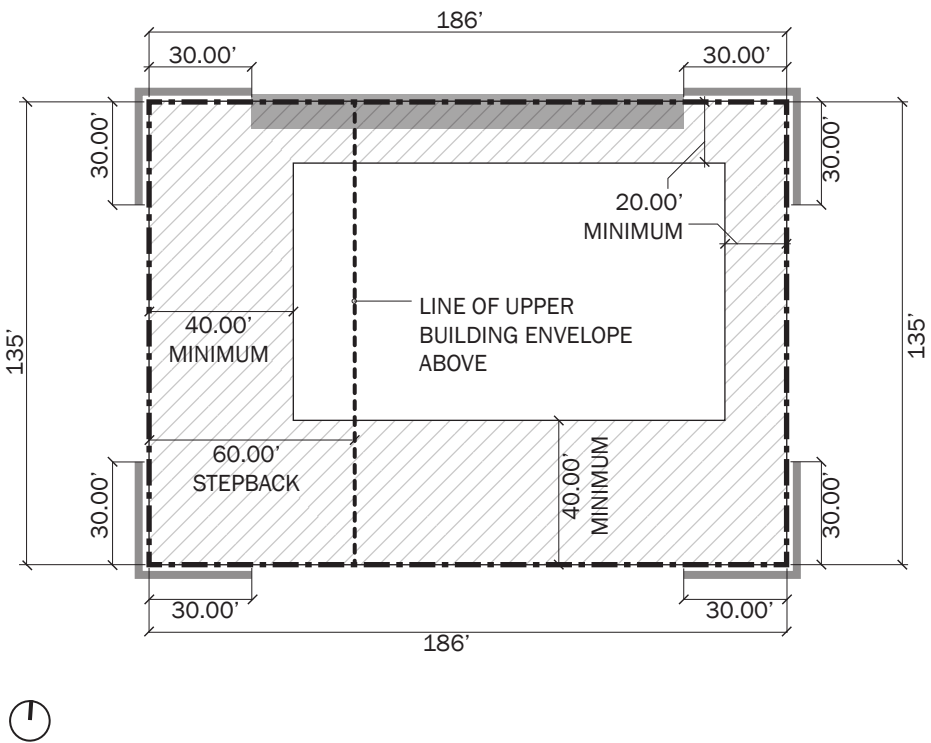 186’
30.00’
30.00’
30.00’
30.00’
20.00’
MINIMUM
LINE OF UPPER
BUILDING ENVELOPE
ABOVE
40.00’
MINIMUM
135’
135’
60.00’
STEPBACK
40.00’
MINIMUM
30.00’
30.00’
30.00’
30.00’
186’